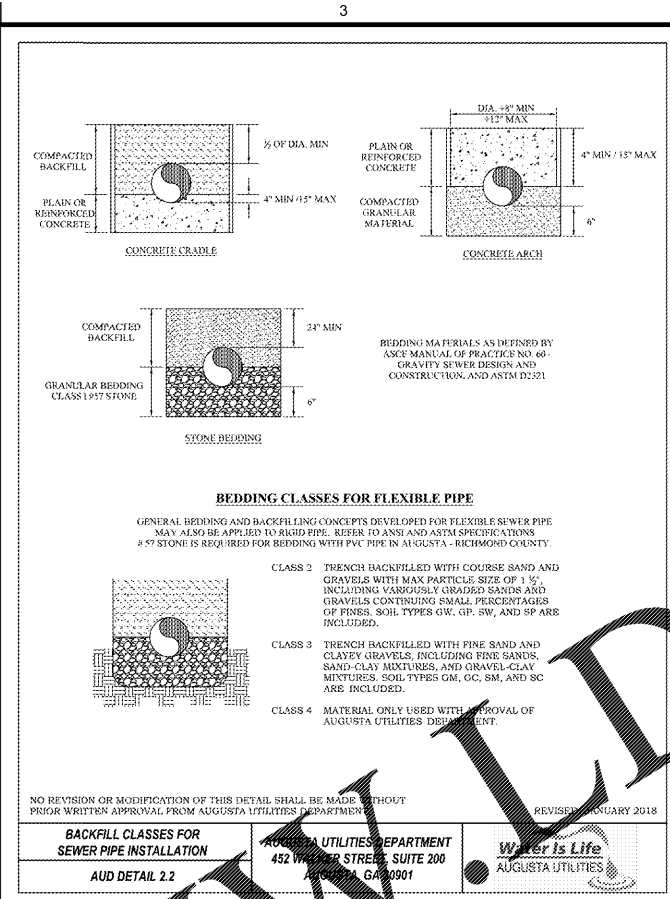 3
DIA. +8" MIN
+12" MAX
COMPACTED
BACKFILL
½ OF DIA. MIN
PLAIN OR
REINFORCED
CONCRETE
4" MIN /15" MAX
CONCRETE CRADLE
PLAIN OR
REINFORCED
CONCRETE
4" MIN / 15" MAX
COMPACTED
GRANULAR
MATERIAL
6"
CONCRETE ARCH
COMPACTED
BACKFILL
24" MIN
GRANULAR BEDDING
CLASS I #57 STONE
6"
STONE BEDDING
BEDDING MATERIALS AS DEFINED BY
ASCE MANUAL OF PRACTICE NO. 60 -
GRAVITY SEWER DESIGN AND
CONSTRUCTION, AND ASTM D2321
BEDDING CLASSES FOR FLEXIBLE PIPE
GENERAL BEDDING AND BACKFILLING CONCEPTS DEVELOPED FOR FLEXIBLE SEWER PIPE
MAY ALSO BE APPLIED TO RIGID PIPE. REFER TO ANSI AND ASTM SPECIFICATIONS
# 57 STONE IS REQUIRED FOR BEDDING WITH PVC PIPE IN AUGUSTA - RICHMOND COUNTY.
CLASS 2 TRENCH BACKFILLED WITH COURSE SAND AND
GRAVELS WITH MAX PARTICLE SIZE OF 1 ½",
INCLUDING VARIOUSLY GRADED SANDS AND
GRAVELS CONTINUING SMALL PERCENTAGES
OF FINES. SOIL TYPES GW, GP, SW, AND SP ARE
INCLUDED.
CLASS 3 TRENCH BACKFILLED WITH FINE SAND AND
CLAYEY GRAVELS, INCLUDING FINE SANDS,
SAND-CLAY MIXTURES, AND GRAVEL-CLAY
MIXTURES. SOIL TYPES GM, GC, SM, AND SC
ARE INCLUDED.
CLASS 4 MATERIAL ONLY USED WITH APPROVAL OF
AUGUSTA UTILITIES DEPARTMENT.
NO REVISION OR MODIFICATION OF THIS DETAIL SHALL BE MADE WITHOUT
PRIOR WRITTEN APPROVAL FROM AUGUSTA UTILITIES DEPARTMENT
REVISED JANUARY 2018
BACKFILL CLASSES FOR
SEWER PIPE INSTALLATION
AUD DETAIL 2.2
AUGUSTA UTILITIES DEPARTMENT
452 WALKER STREET, SUITE 200
AUGUSTA, GA 30901
Water Is Life
AUGUSTA UTILITIES